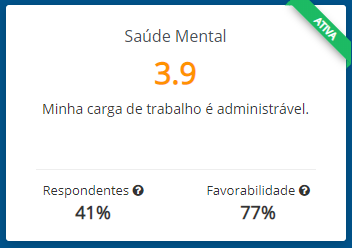 ATIVA
Saúde Mental
3.9
Minha carga de trabalho é administrável.
Respondentes ? Favorabilidade ?
41% 77%